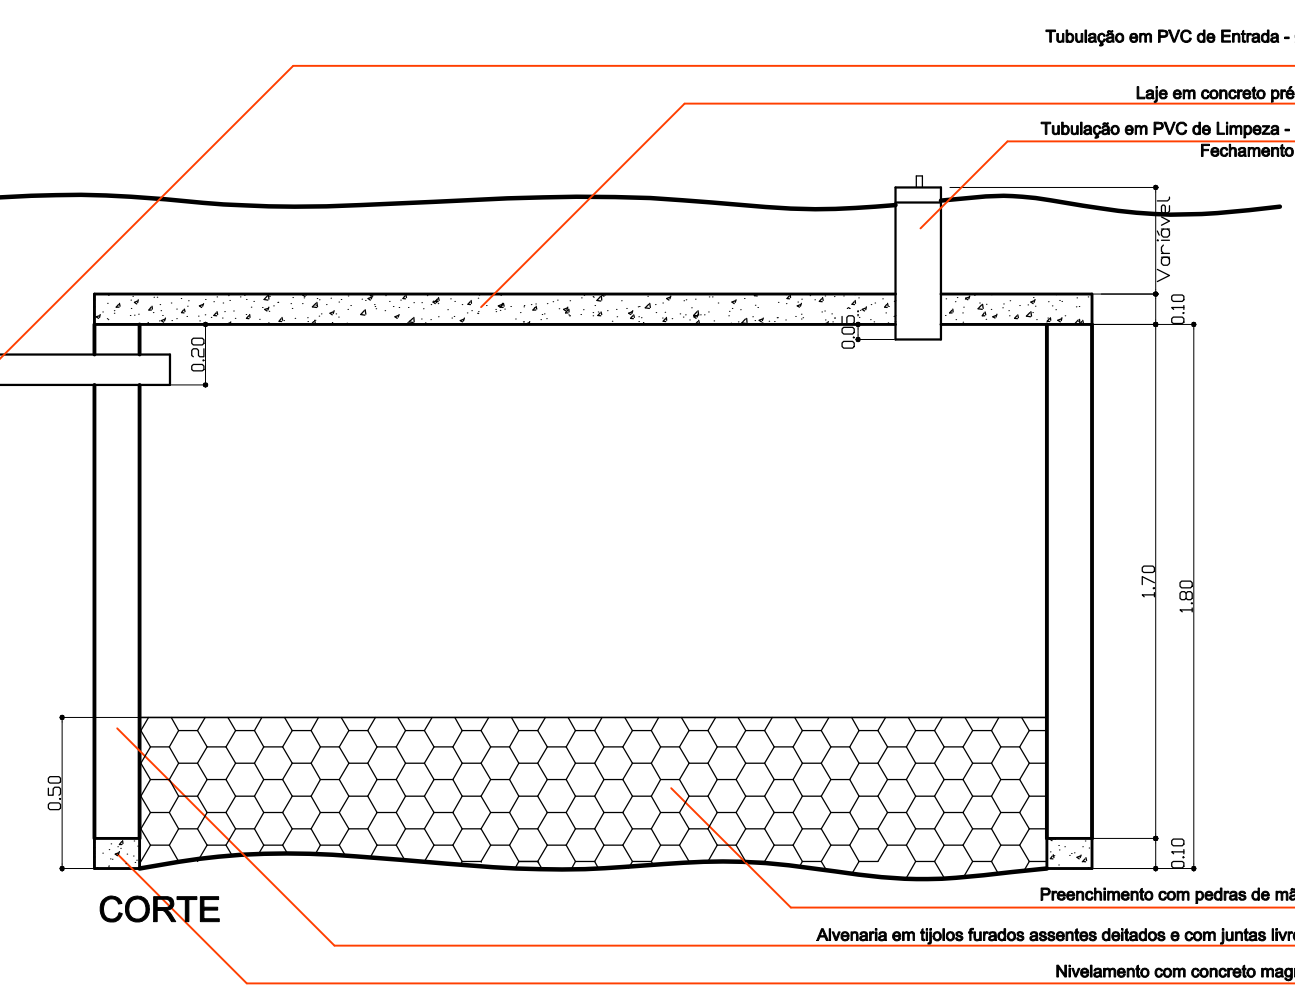 Tubulação em PVC de Entrada -
Laje em concreto pré
Tubulação em PVC de Limpeza -
Fechamento
Variável
0.10
0.05
0.20
1.70
1.80
0.50
0.10
CORTE
Preenchimento com pedras de mã
Alvenaria em tijolos furados assentes deitados e com juntas livr
Nivelamento com concreto mag